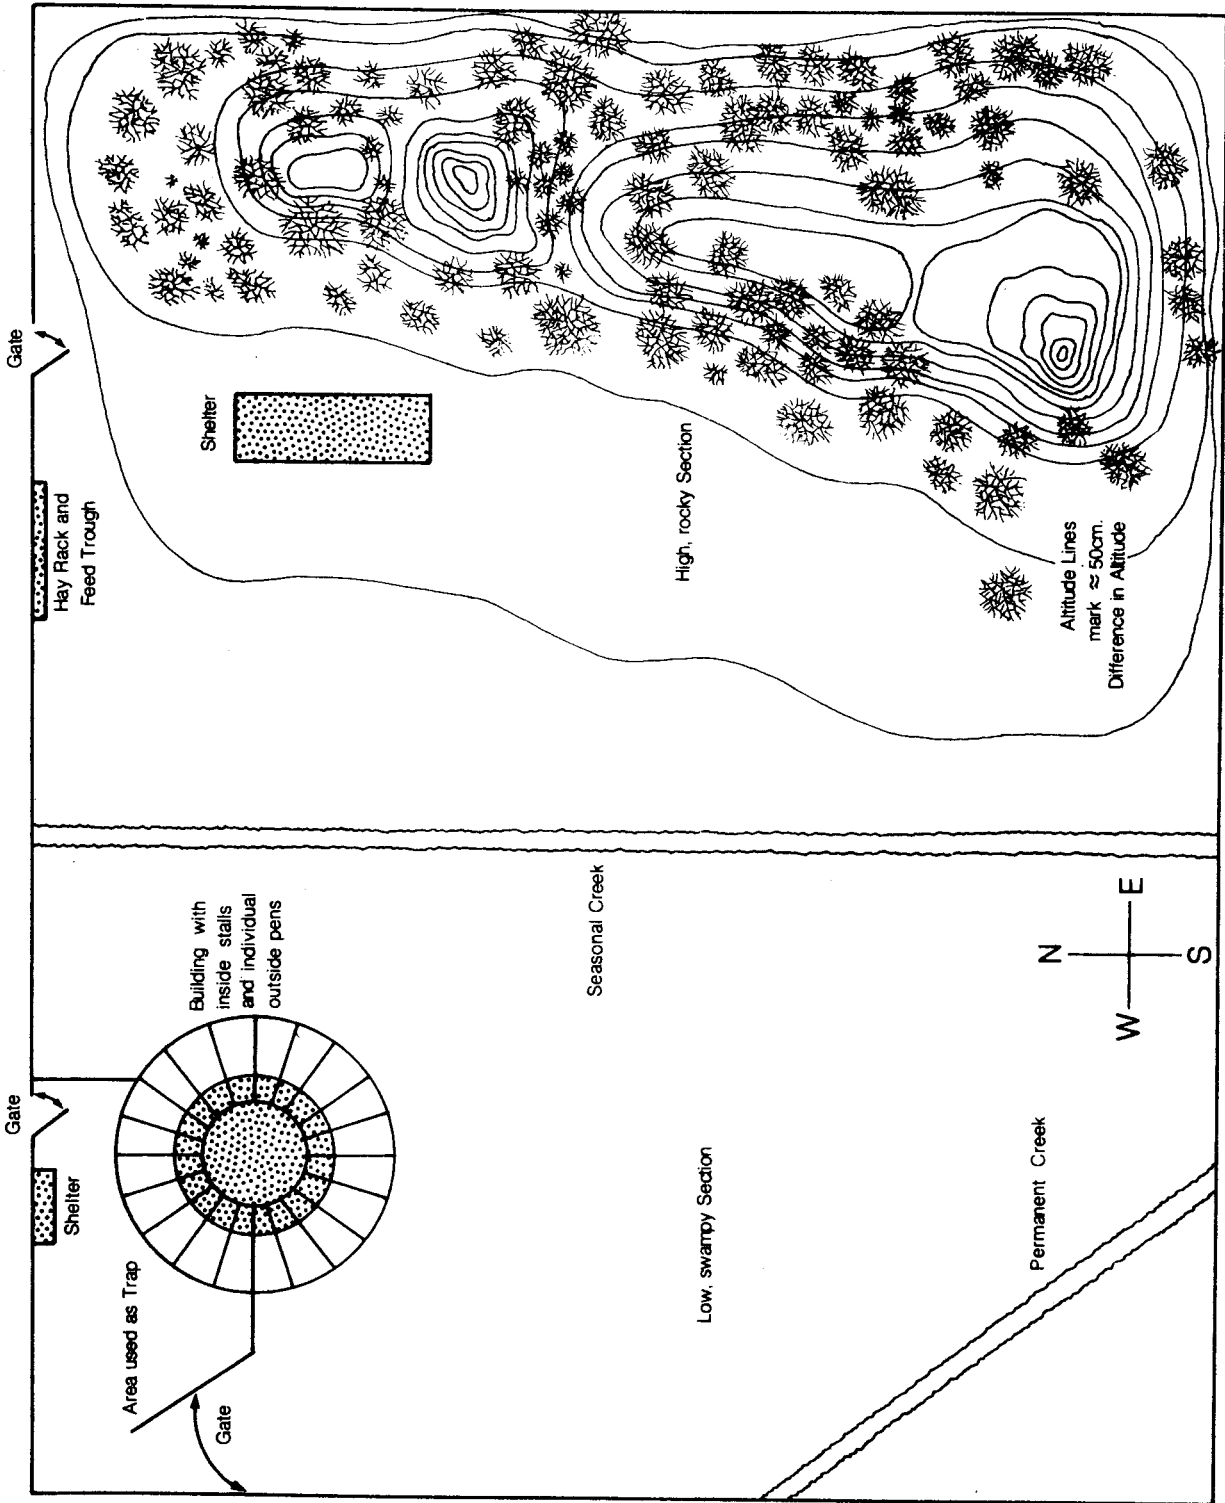 Gate
Shelter
Area used as Trap
Gate
Building with
inside stalls
and individual
outside pens
Gate
Hay Rack and
Feed Trough
Shelter
Seasonal Creek
High, rocky Section
Low, swampy Section
Permanent Creek
N
W
E
S
Altitude Lines
mark ≈ 50cm.
Difference in Altitude